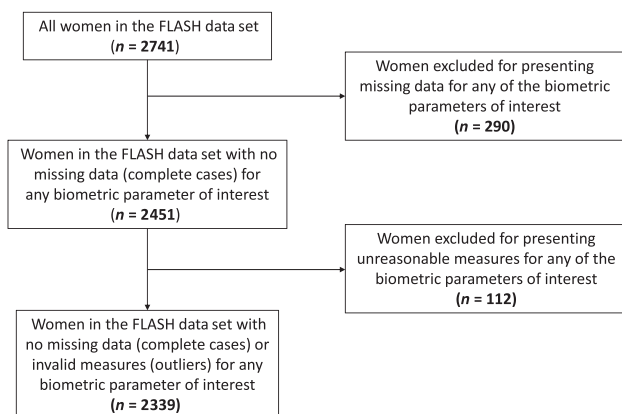 All women in the FLASH data set
(n = 2741)
Women excluded for presenting
missing data for any of the biometric
parameters of interest
(n = 290)
Women in the FLASH data set with no
missing data (complete cases) for
any biometric parameter of interest
(n = 2451)
Women excluded for presenting
unreasonable measures for any of the
biometric parameters of interest
(n = 112)
Women in the FLASH data set with
no missing data (complete cases) or
invalid measures (outliers) for any
biometric parameter of interest
(n = 2339)